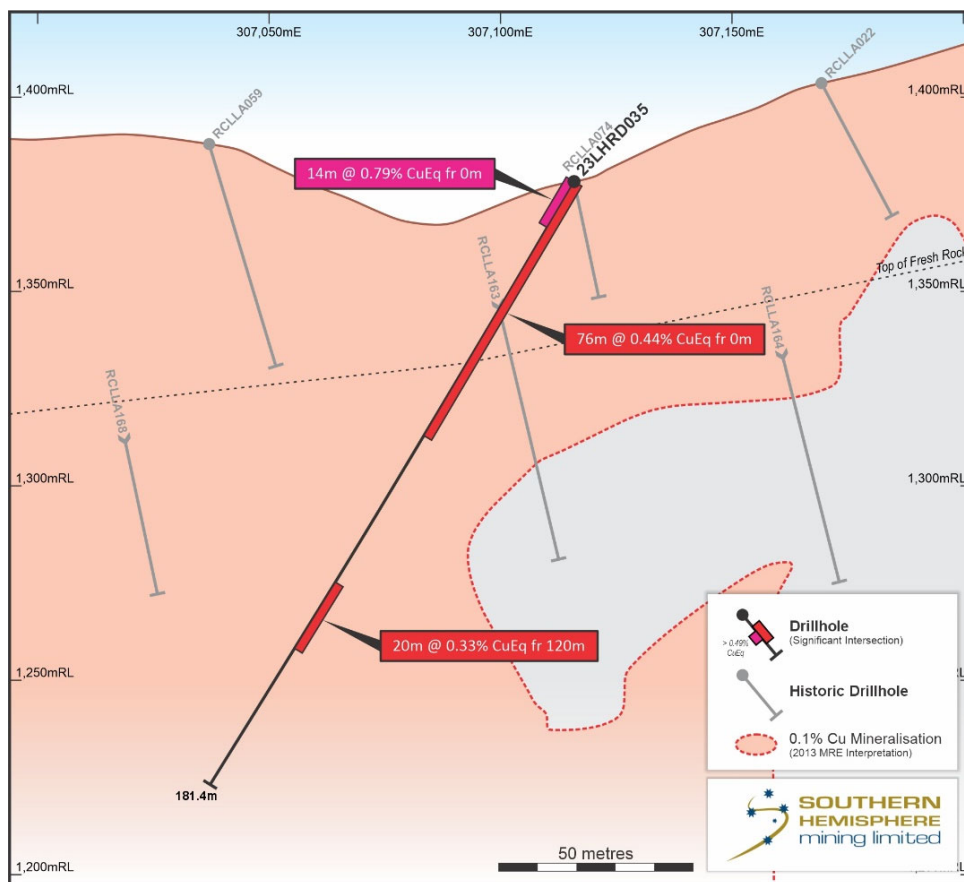 307,050mE
307,100mE
307,150mE
1,400mRL
1,400mRL
RCLLA059
RCLLA022
RCLLA074
23LHRD035
14m @ 0.79% CuEq fr 0m
RCLLA163
Top of Fresh Rock
1,350mRL
1,350mRL
RCLLA164
76m @ 0.44% CuEq fr 0m
RCLLA168
1,300mRL
1,300mRL
20m @ 0.33% CuEq fr 120m
1,250mRL
1,250mRL
181.4m
Drillhole
(Significant Intersection)
> 0.49%
CuEq
Historic Drillhole
0.1% Cu Mineralisation
(2013 MRE Interpretation)
SOUTHERN
HEMISPHERE
mining limited
50 metres
1,200mRL